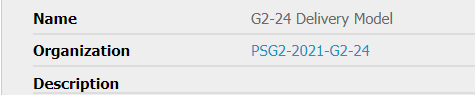 Name G2-24 Delivery Model
Organization PSG2-2021-G2-24
Description